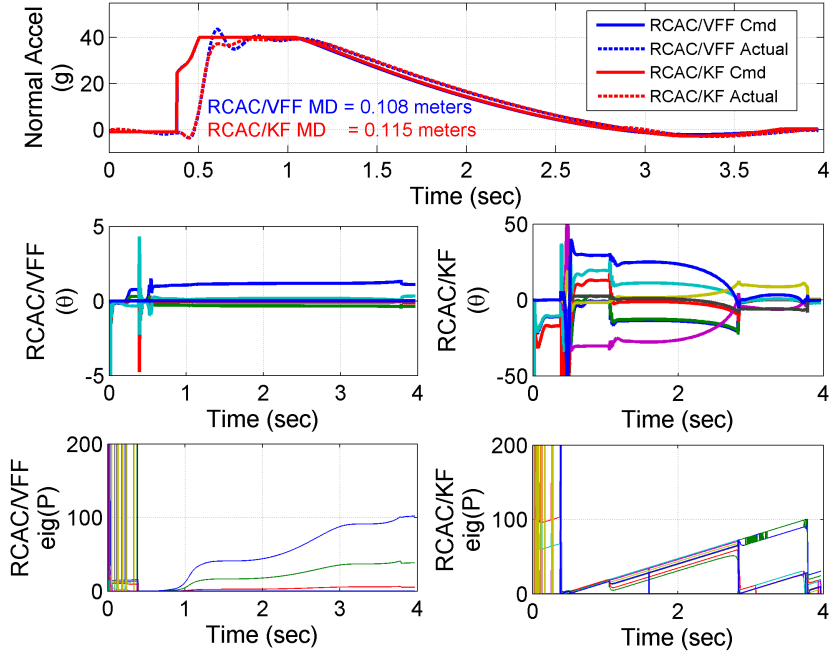 Normal Accel
(g)
40
20
0
RCAC/VFF Cmd
RCAC/VFF Actual
RCAC/KF Cmd
RCAC/KF Actual
RCAC/VFF MD = 0.108 meters
RCAC/KF MD = 0.115 meters
0 0.5 1 1.5 2 2.5 3 3.5 4
Time (sec)
RCAC/VFF
(θ)
5
0
-5
0 1 2 3 4
Time (sec)
RCAC/KF
(θ)
50
0
-50
0 2 4
Time (sec)
RCAC/VFF
eig(P)
200
100
0
0 1 2 3 4
Time (sec)
RCAC/KF
eig(P)
200
100
0
0 2 4
Time (sec)